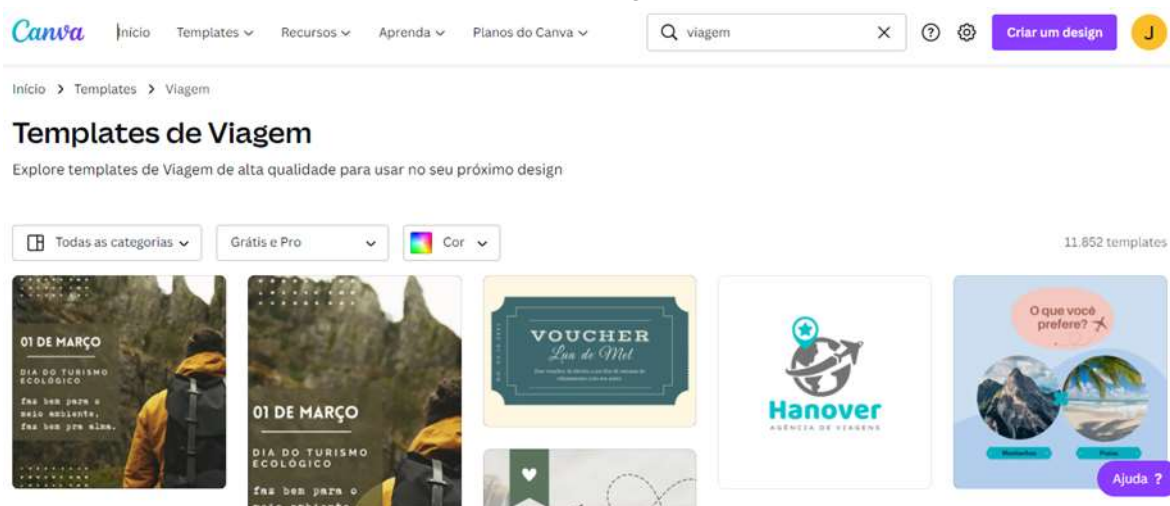 Canva Início Templates Recursos Aprenda Planos do Canva viagem Criar um design J
Início > Templates > Viagem
Templates de Viagem
Explore templates de Viagem de alta qualidade para usar no seu próximo design
Todas as categorias Grátis e Pro Cor 11.852 templates
01 DE MARÇO
DIA DO TURISMO
ECOLÓGICO
faz bem para o
meio ambiente,
faz bem pra alma.
01 DE MARÇO
DIA DO TURISMO
ECOLÓGICO
faz bem para o
meio ambiente,
VOUCHER
Lua de Mel
Hanover
AGÊNCIA DE VIAGENS
O que você
prefere?
Montanhas Praia
Ajuda ?